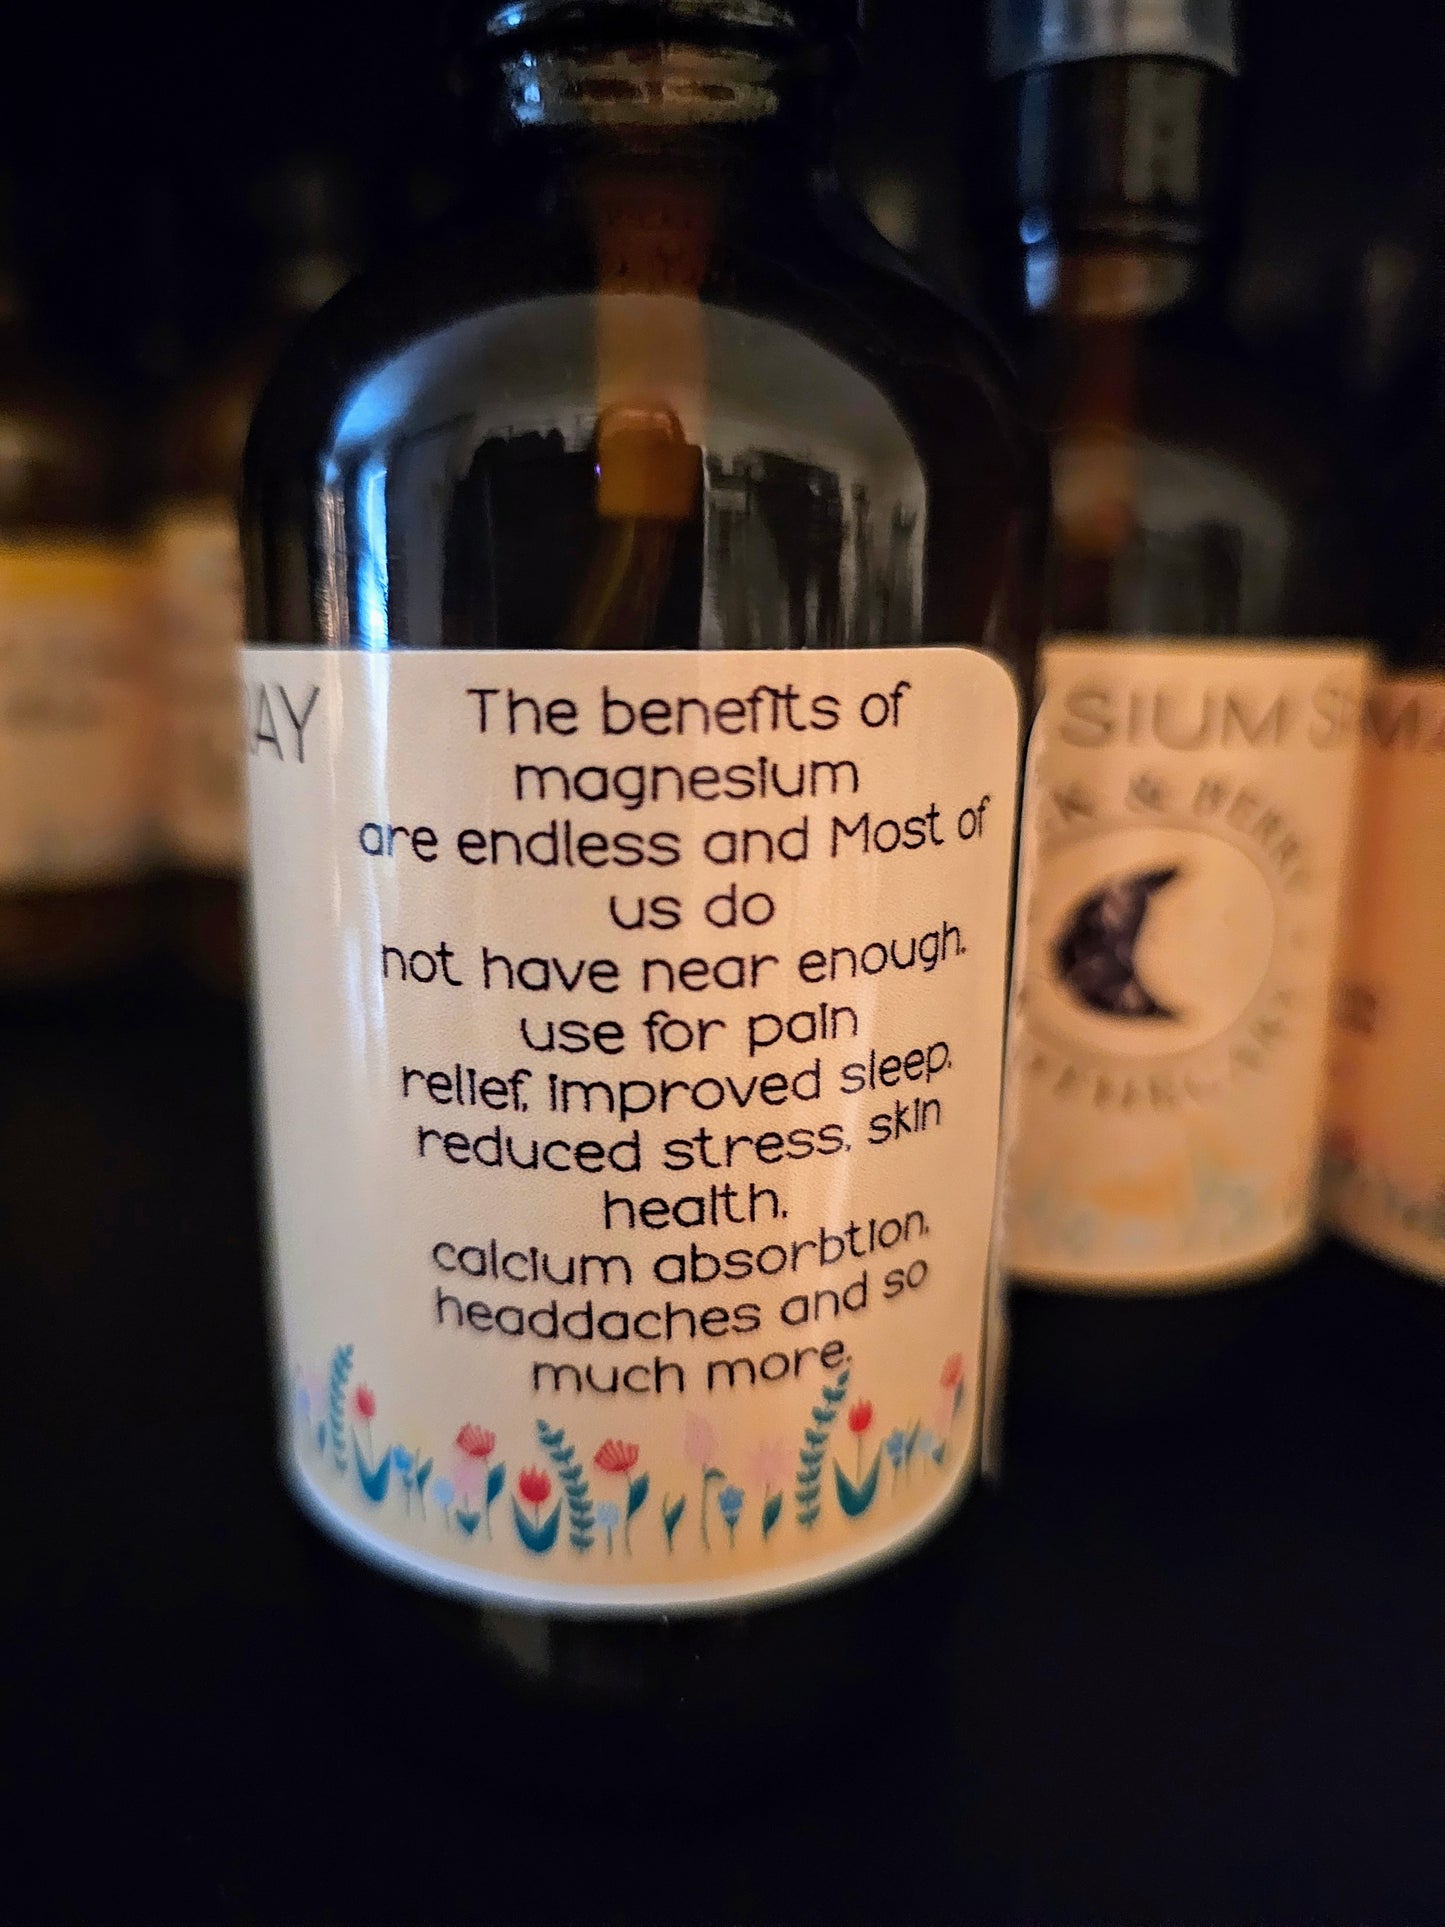 The benefits of
magnesium
are endless and Most of
us do
not have near enough.
use for pain
relief, improved sleep,
reduced stress, skin
health,
calcium absorbtion,
headdaches and so
much more.
AY
SIUM